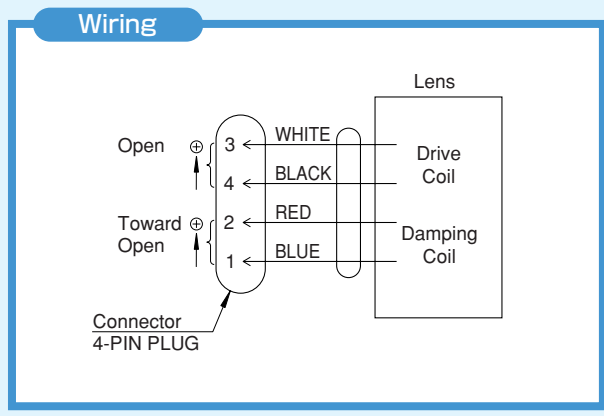 Wiring
Lens
Open ⊕ 3 WHITE
Drive
Coil
4 BLACK
Toward
Open
⊕ 2 RED
Damping
Coil
1 BLUE
Connector
4-PIN PLUG